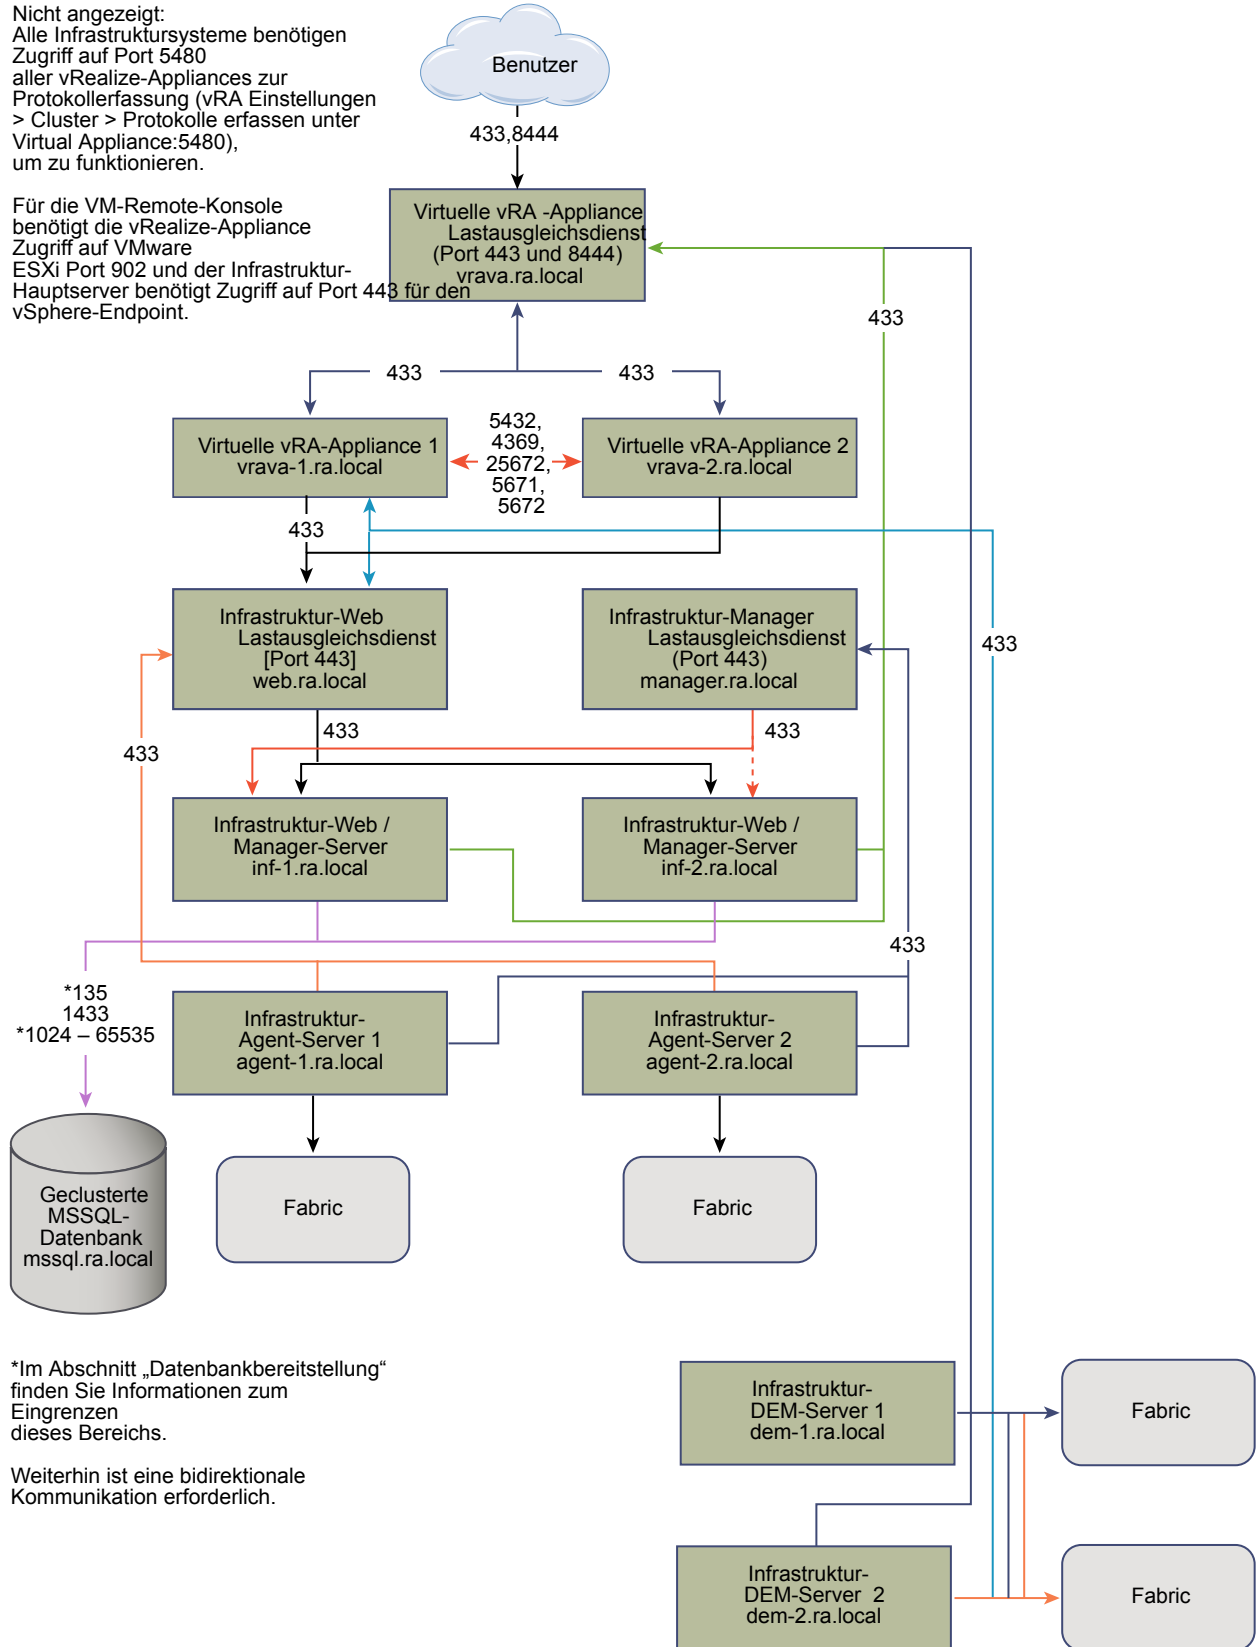 Nicht angezeigt:
Alle Infrastruktursysteme benötigen
Zugriff auf Port 5480
aller vRealize-Appliances zur
Protokollerfassung (vRA Einstellungen
> Cluster > Protokolle erfassen unter
Virtual Appliance:5480),
um zu funktionieren.
Für die VM-Remote-Konsole
benötigt die vRealize-Appliance
Zugriff auf VMware
ESXi Port 902 und der Infrastruktur-
Hauptserver benötigt Zugriff auf Port 443 für den
vSphere-Endpoint.
Benutzer
433,8444
Virtuelle vRA -Appliance
Lastausgleichsdienst
(Port 443 und 8444)
vrava.ra.local
433
433
433
Virtuelle vRA-Appliance 1
vrava-1.ra.local
5432,
4369,
25672,
5671,
5672
Virtuelle vRA-Appliance 2
vrava-2.ra.local
433
Infrastruktur-Web
Lastausgleichsdienst
[Port 443]
web.ra.local
Infrastruktur-Manager
Lastausgleichsdienst
(Port 443)
manager.ra.local
433
433
433
433
Infrastruktur-Web /
Manager-Server
inf-1.ra.local
Infrastruktur-Web /
Manager-Server
inf-2.ra.local
433
*135
1433
*1024 – 65535
Infrastruktur-
Agent-Server 1
agent-1.ra.local
Infrastruktur-
Agent-Server 2
agent-2.ra.local
Geclusterte
MSSQL-
Datenbank
mssql.ra.local
Fabric
Fabric
*Im Abschnitt „Datenbankbereitstellung“
finden Sie Informationen zum
Eingrenzen
dieses Bereichs.
Weiterhin ist eine bidirektionale
Kommunikation erforderlich.
Infrastruktur-
DEM-Server 1
dem-1.ra.local
Fabric
Infrastruktur-
DEM-Server  2
dem-2.ra.local
Fabric